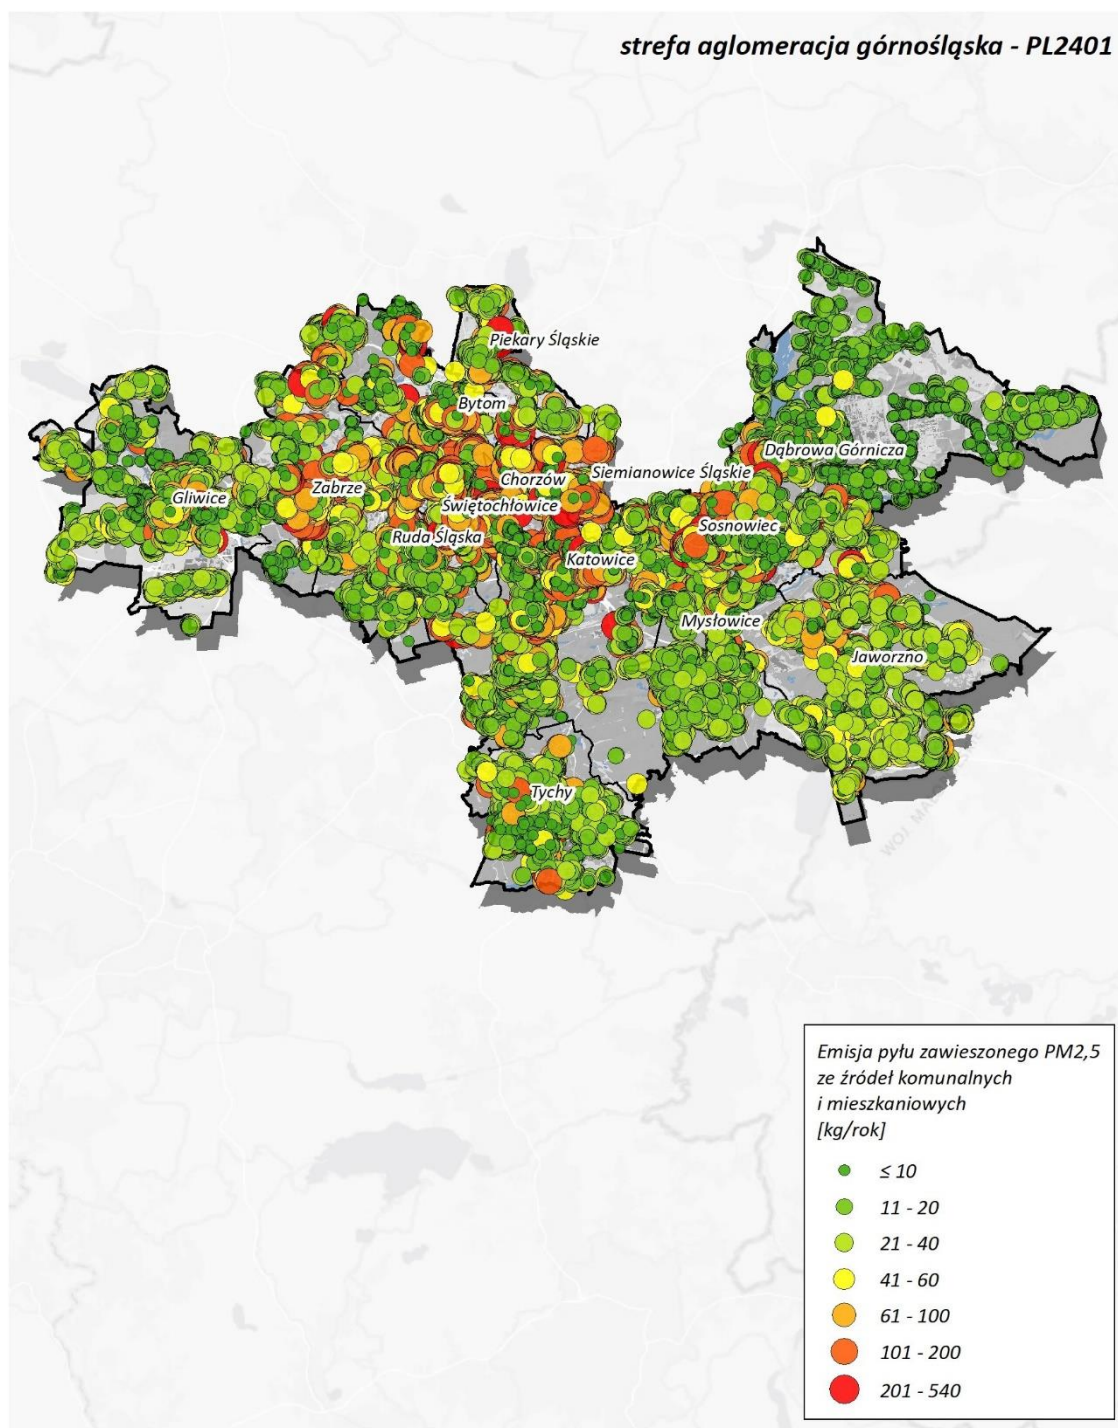 strefa aglomeracja górnośląska - PL2401
Piekary Śląskie
Bytom
Dąbrowa Górnicza
Siemianowice Śląskie
Chorzów
Zabrze
Gliwice
Świętochłowice
Sosnowiec
Ruda Śląska
Katowice
Mysłowice
Jaworzno
Tychy
Emisja pyłu zawieszonego PM2,5
ze źródeł komunalnych
i mieszkaniowych
[kg/rok]
≤ 10
11 - 20
21 - 40
41 - 60
61 - 100
101 - 200
201 - 540